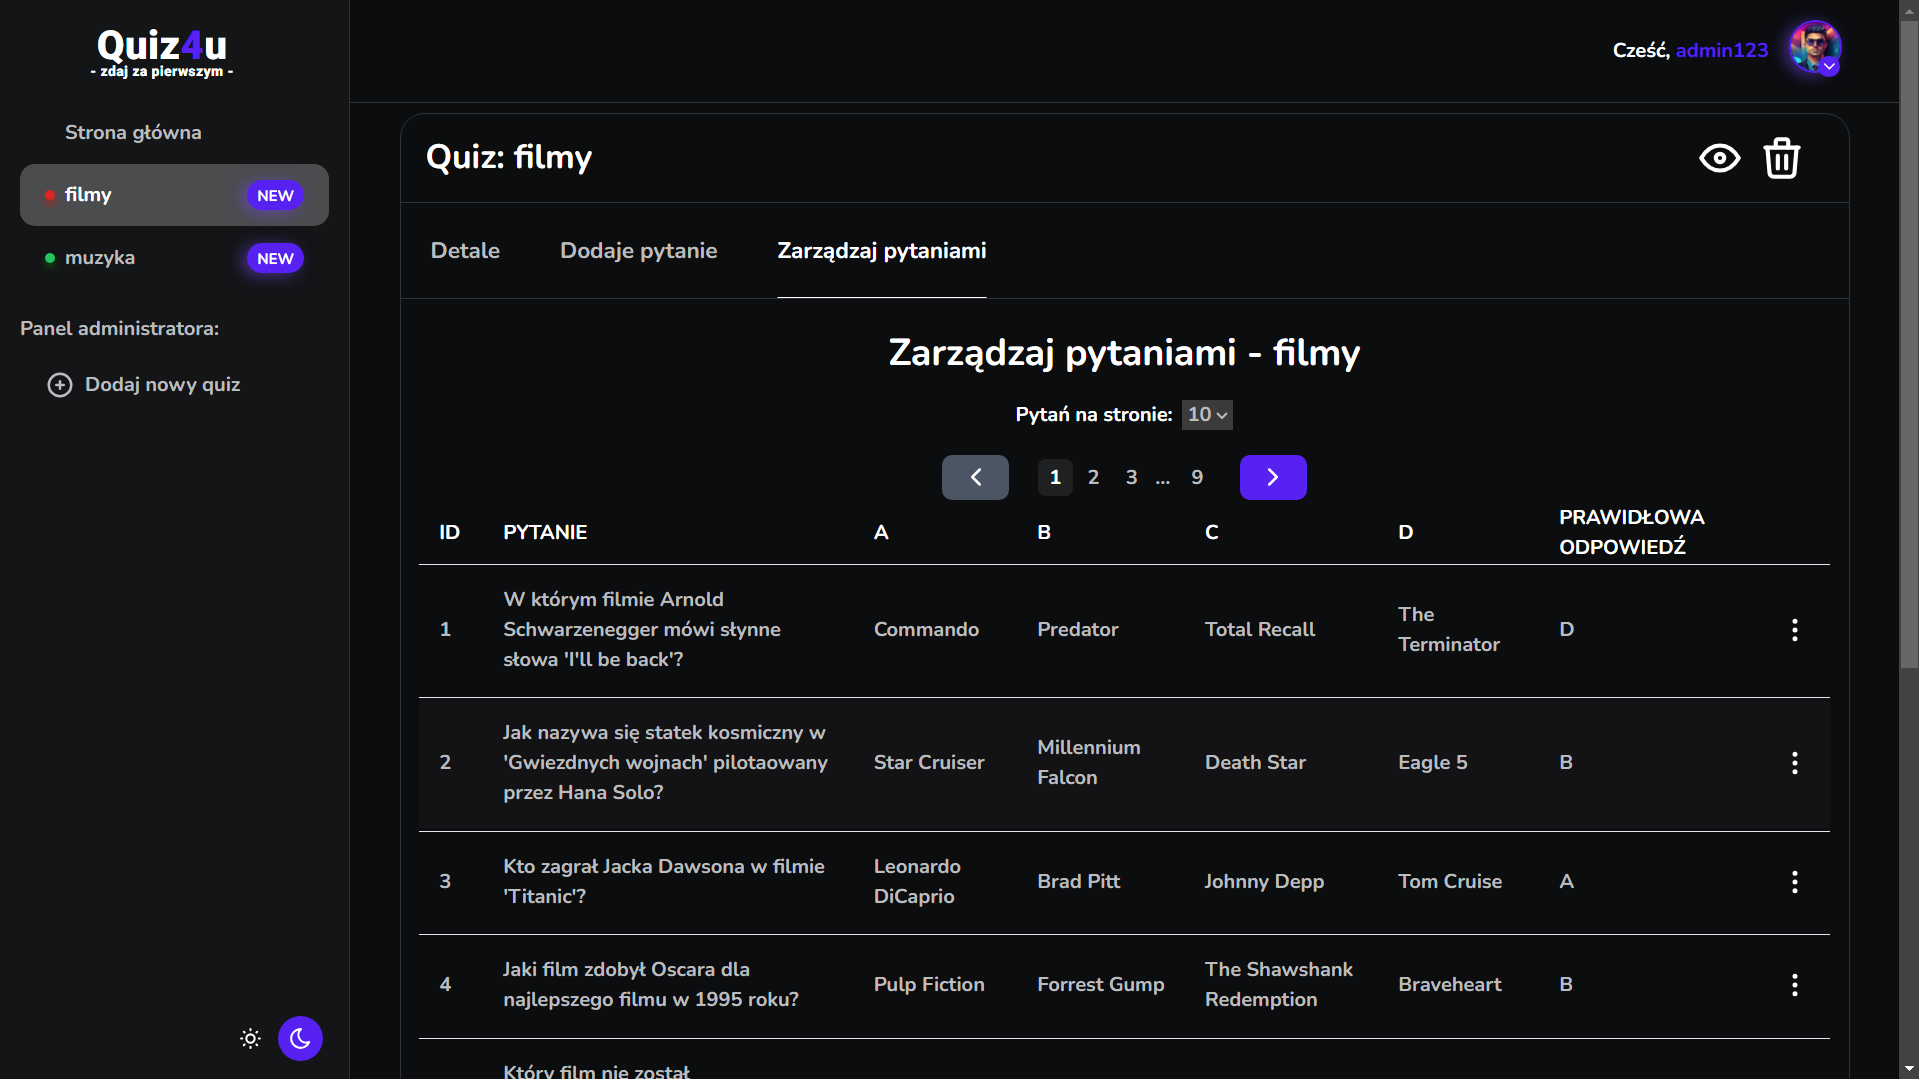 Quiz4u
- zdaj za pierwszym -
Strona główna
filmy NEW
muzyka NEW
Panel administratora:
Dodaj nowy quiz
Cześć, admin123
Quiz: filmy
Detale Dodaje pytanie Zarządzaj pytaniami
Zarządzaj pytaniami - filmy
Pytań na stronie: 10
1 2 3 ... 9
ID PYTANIE A B C D PRAWIDŁOWA
ODPOWIEDŹ
1
W którym filmie Arnold
Schwarzenegger mówi słynne
słowa 'I'll be back'?
Commando
Predator
Total Recall
The
Terminator
D
2
Jak nazywa się statek kosmiczny w
'Gwiezdnych wojnach' pilotaowany
przez Hana Solo?
Star Cruiser
Millennium
Falcon
Death Star
Eagle 5
B
3
Kto zagrał Jacka Dawsona w filmie
'Titanic'?
Leonardo
DiCaprio
Brad Pitt
Johnny Depp
Tom Cruise
A
4
Jaki film zdobył Oscara dla
najlepszego filmu w 1995 roku?
Pulp Fiction
Forrest Gump
The Shawshank
Redemption
Braveheart
B
Który film nie został